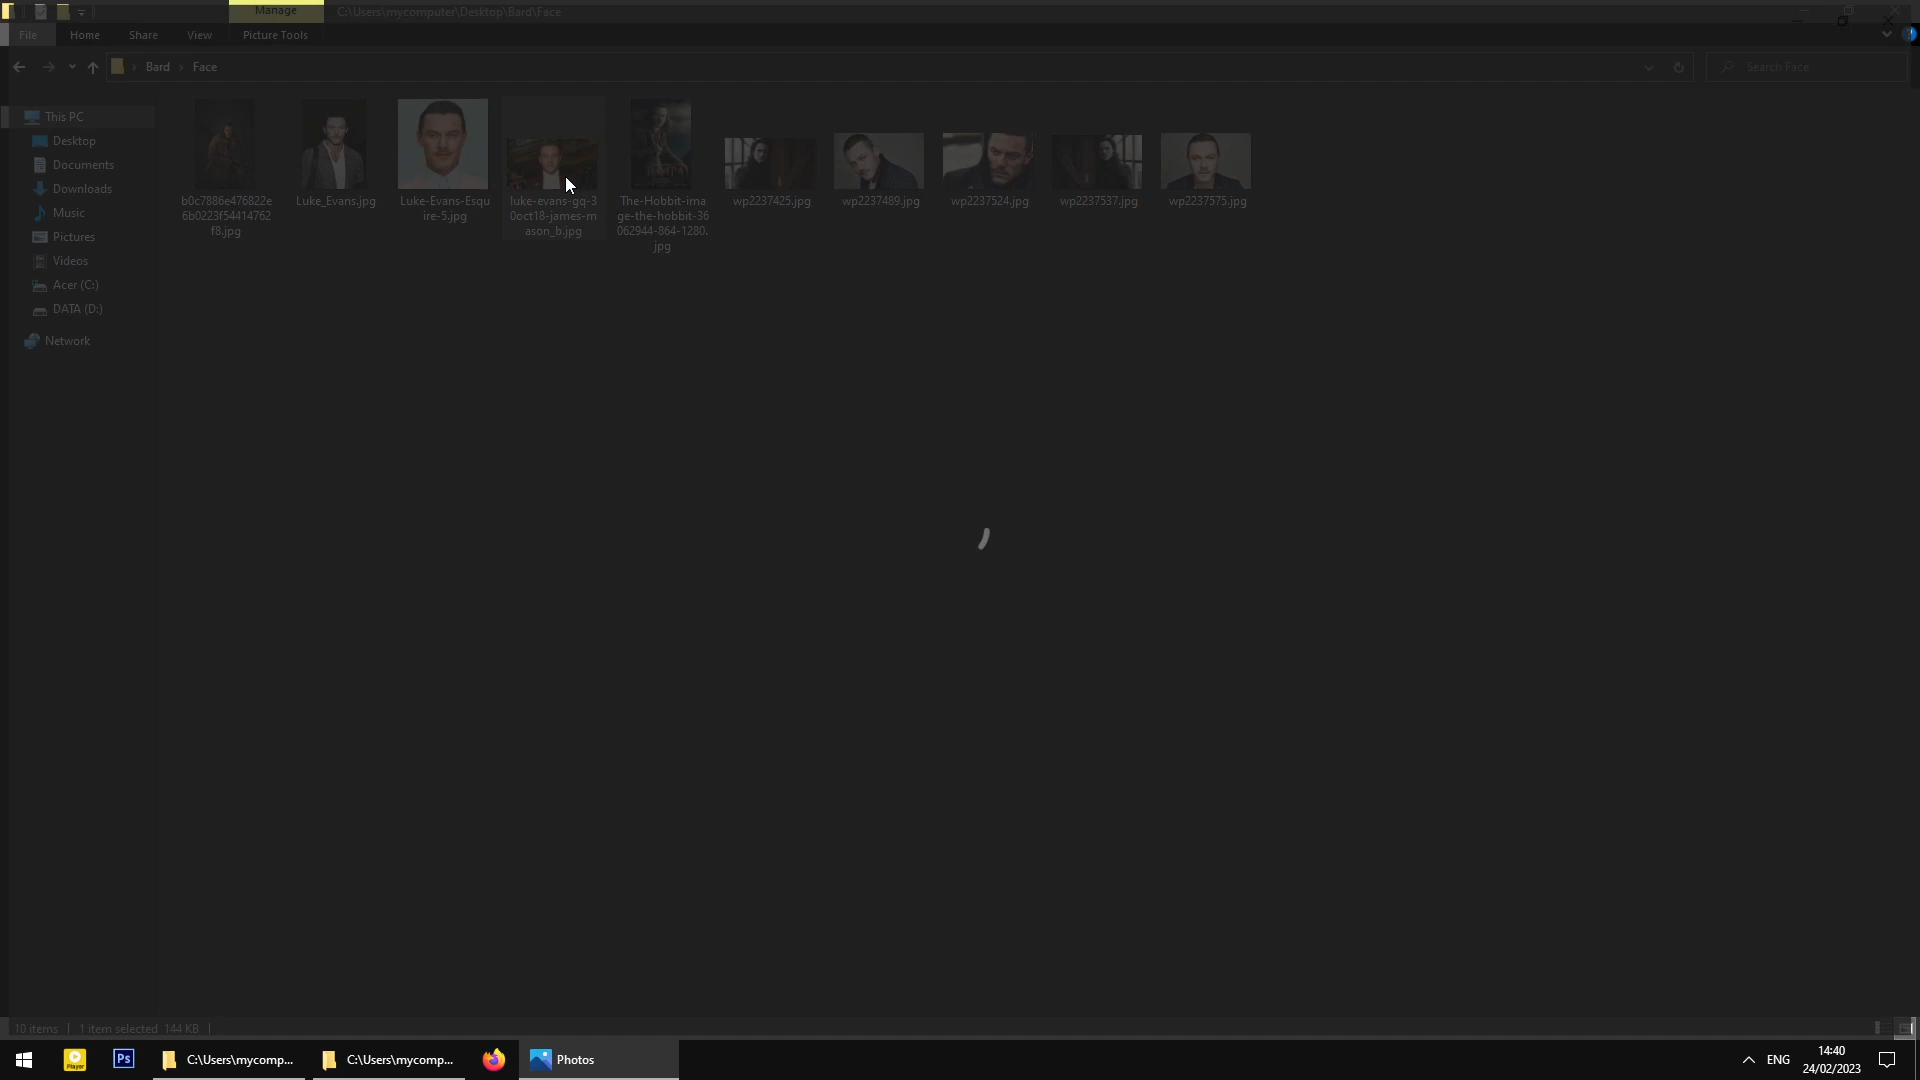 Manage
C:\Users\mycomputer\Desktop\Bard\Face
File Home Share View Picture Tools
Bard Face
Search Face
This PC
Desktop
Documents
Downloads
Music
Pictures
Videos
Acer (C:)
DATA (D:)
Network
b0c7886e476822e
6b0223f54414762
f8.jpg
Luke_Evans.jpg
Luke-Evans-Esqu
ire-5.jpg
luke-evans-gq-3
0oct18-james-m
ason_b.jpg
The-Hobbit-ima
ge-the-hobbit-36
062944-864-1280.
jpg
wp2237425.jpg
wp2237489.jpg
wp2237524.jpg
wp2237537.jpg
wp2237575.jpg
10 items 1 item selected 144 KB
Player
Ps
C:\Users\mycomp...
C:\Users\mycomp...
Photos
ENG
14:40
24/02/2023